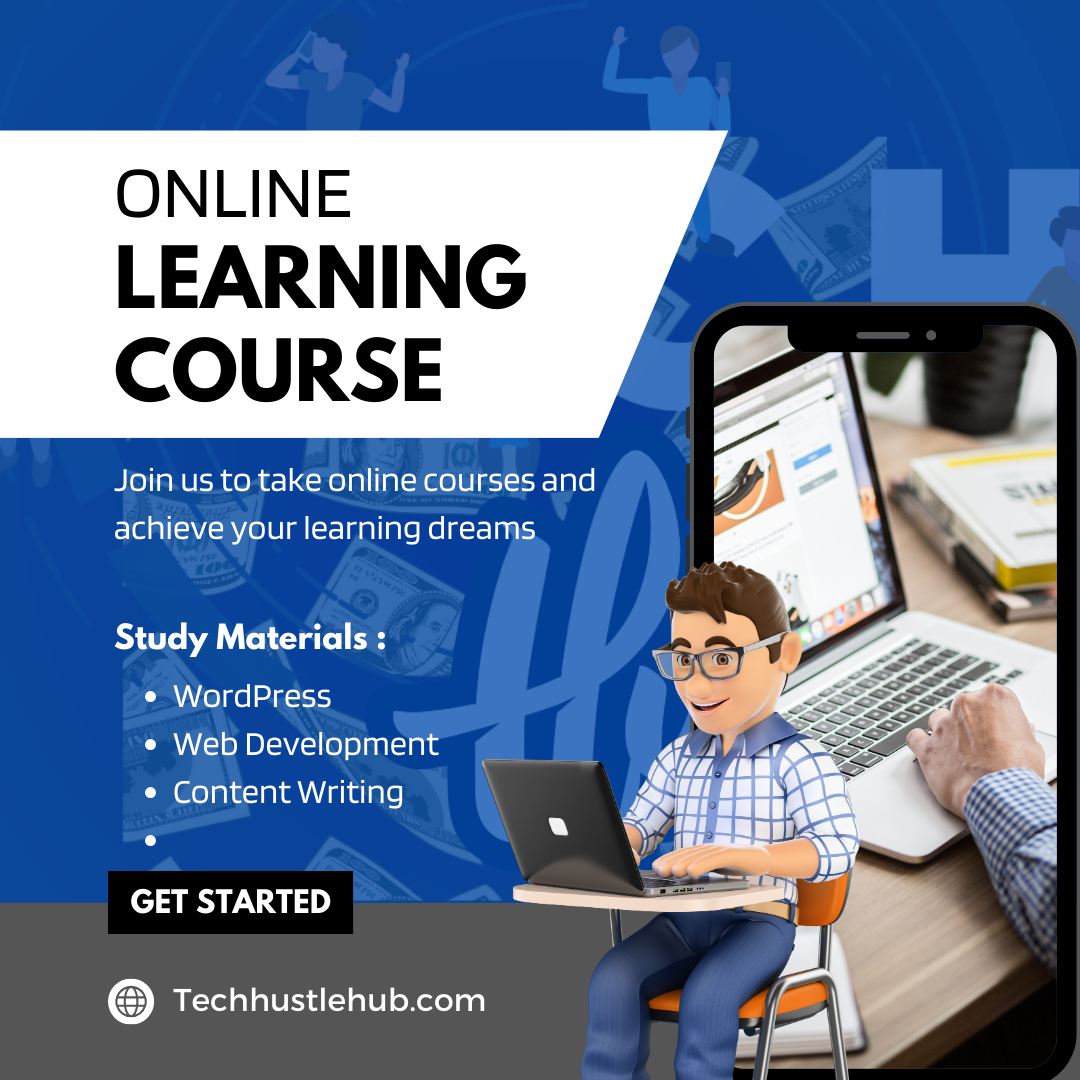 ONLINE
LEARNING
COURSE
Join us to take online courses and
achieve your learning dreams
Study Materials :
• WordPress
• Web Development
• Content Writing
•
GET STARTED
Techhustlehub.com